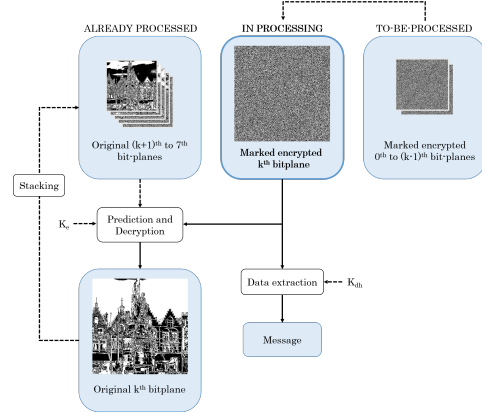 ALREADY PROCESSED
IN PROCESSING
TO-BE-PROCESSED
Original (k+1)th to 7th
bit-planes
Marked encrypted
kth bitplane
Marked encrypted
0th to (k-1)th bit-planes
Stacking
Ke
Prediction and
Decryption
Data extraction
Kdh
Message
Original kth bitplane